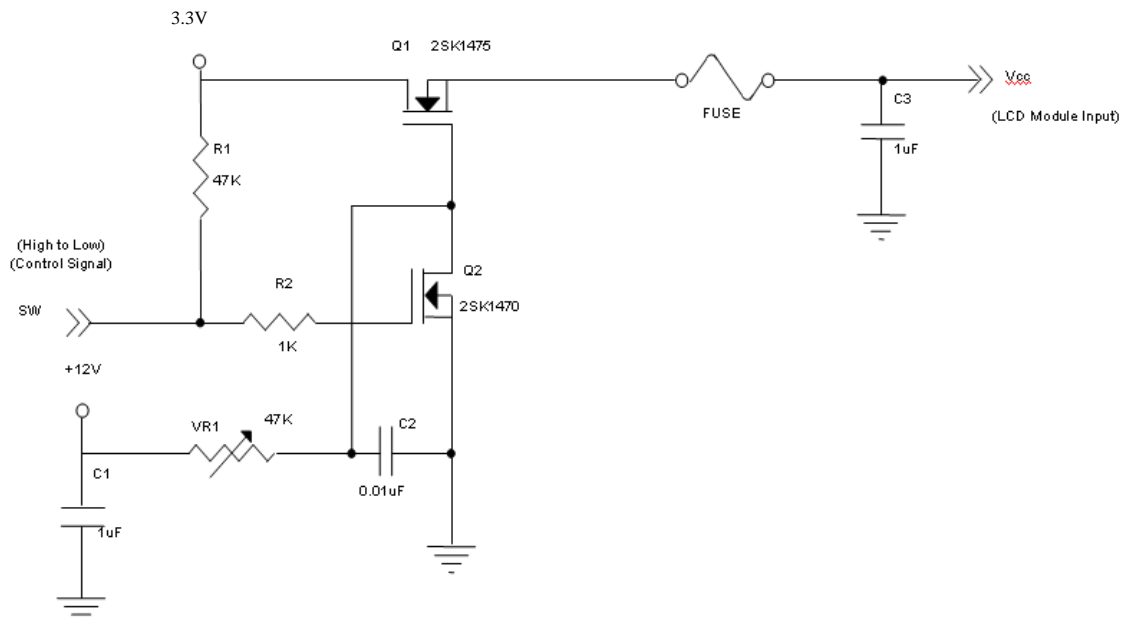 3.3V
Q1 2SK1475
FUSE
Vcc
C3
(LCD Module Input)
1uF
R1
47K
(High to Low)
(Control Signal)
SW
R2
1K
Q2
2SK1470
+12V
VR1
47K
C2
0.01uF
C1
1uF